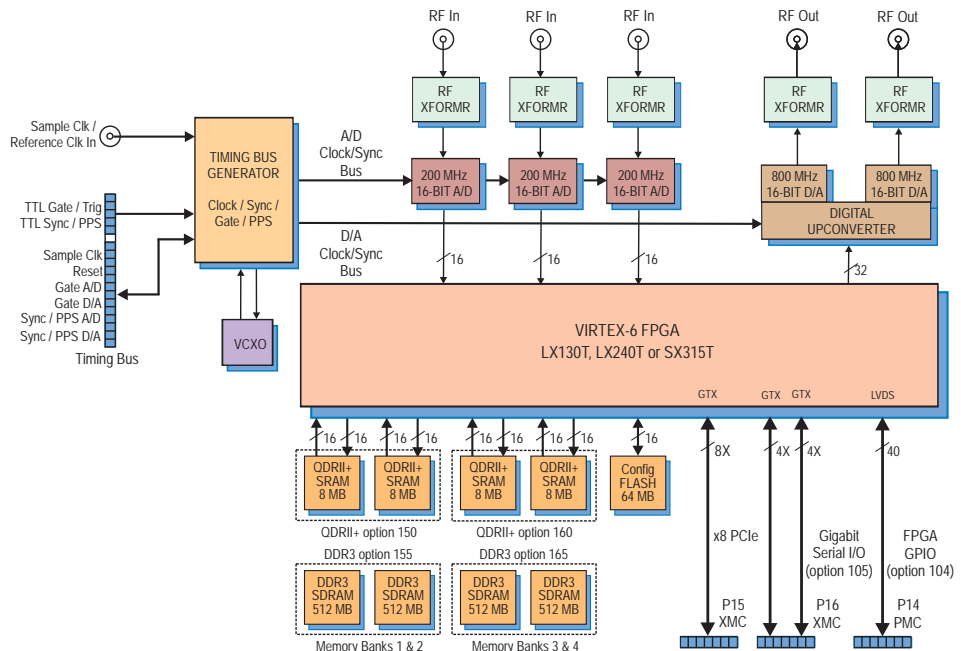 RF In
RF In
RF In
RF Out
RF Out
RF
XFORMR
RF
XFORMR
RF
XFORMR
RF
XFORMR
RF
XFORMR
Sample Clk /
Reference Clk In
TIMING BUS
GENERATOR
Clock / Sync /
Gate / PPS
A/D
Clock/Sync
Bus
200 MHz
16-BIT A/D
200 MHz
16-BIT A/D
200 MHz
16-BIT A/D
800 MHz
16-BIT D/A
800 MHz
16-BIT D/A
DIGITAL
UPCONVERTER
TTL Gate / Trig
TTL Sync / PPS
Sample Clk
Reset
Gate A/D
Gate D/A
Sync / PPS A/D
Sync / PPS D/A
Timing Bus
D/A
Clock/Sync
Bus
16
16
16
32
VCXO
VIRTEX-6 FPGA
LX130T, LX240T or SX315T
GTX
GTX
GTX
LVDS
16
16
16
16
16
16
16
16
16
8X
4X
4X
40
QDRII+
SRAM
8 MB
QDRII+
SRAM
8 MB
QDRII+
SRAM
8 MB
QDRII+
SRAM
8 MB
Config
FLASH
64 MB
QDRII+ option 150
QDRII+ option 160
DDR3 option 155
DDR3 option 165
DDR3
SDRAM
512 MB
DDR3
SDRAM
512 MB
DDR3
SDRAM
512 MB
DDR3
SDRAM
512 MB
Memory Banks 1 & 2
Memory Banks 3 & 4
x8 PCIe
Gigabit
Serial I/O
(option 105)
FPGA
GPIO
(option 104)
P15
XMC
P16
XMC
P14
PMC